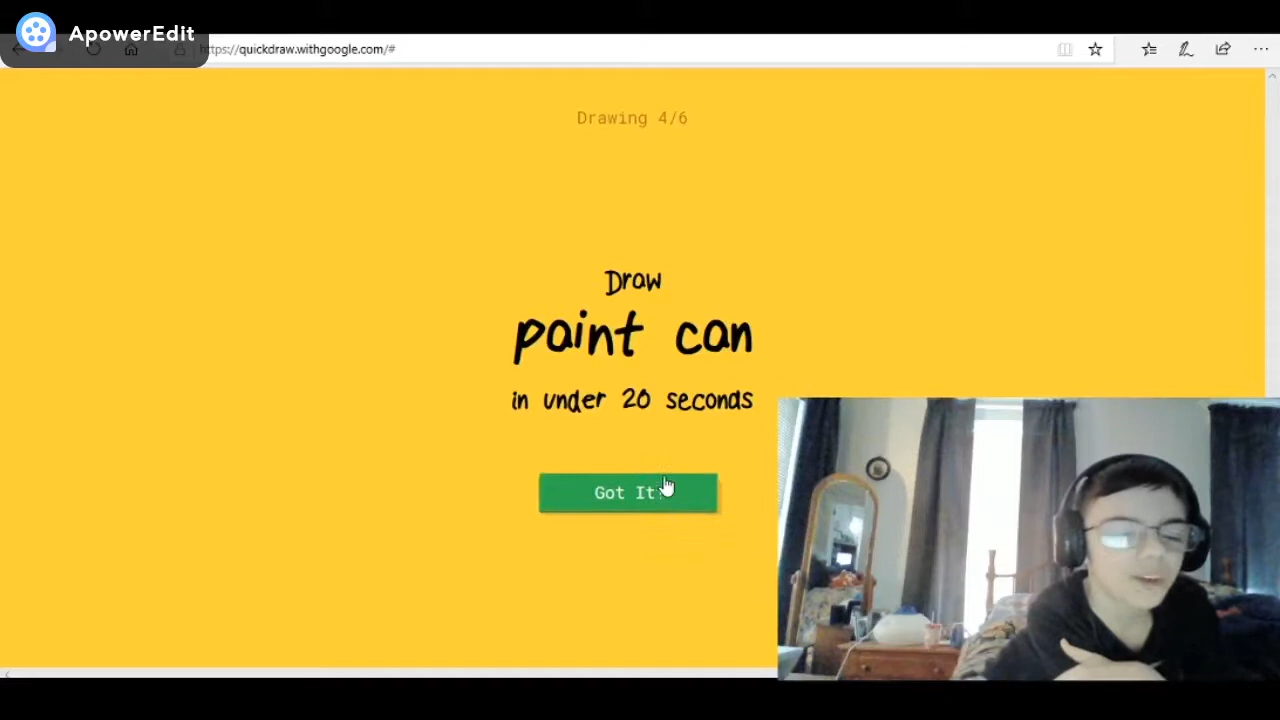 ApowerEdit
https://quickdraw.withgoogle.com/#
Drawing 4/6
Draw
paint can
in under 20 seconds
Got It!